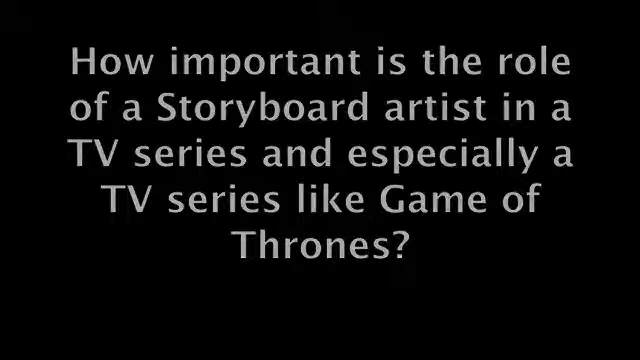 How important is the role
of a Storyboard artist in a
TV series and especially a
TV series like Game of
Thrones?